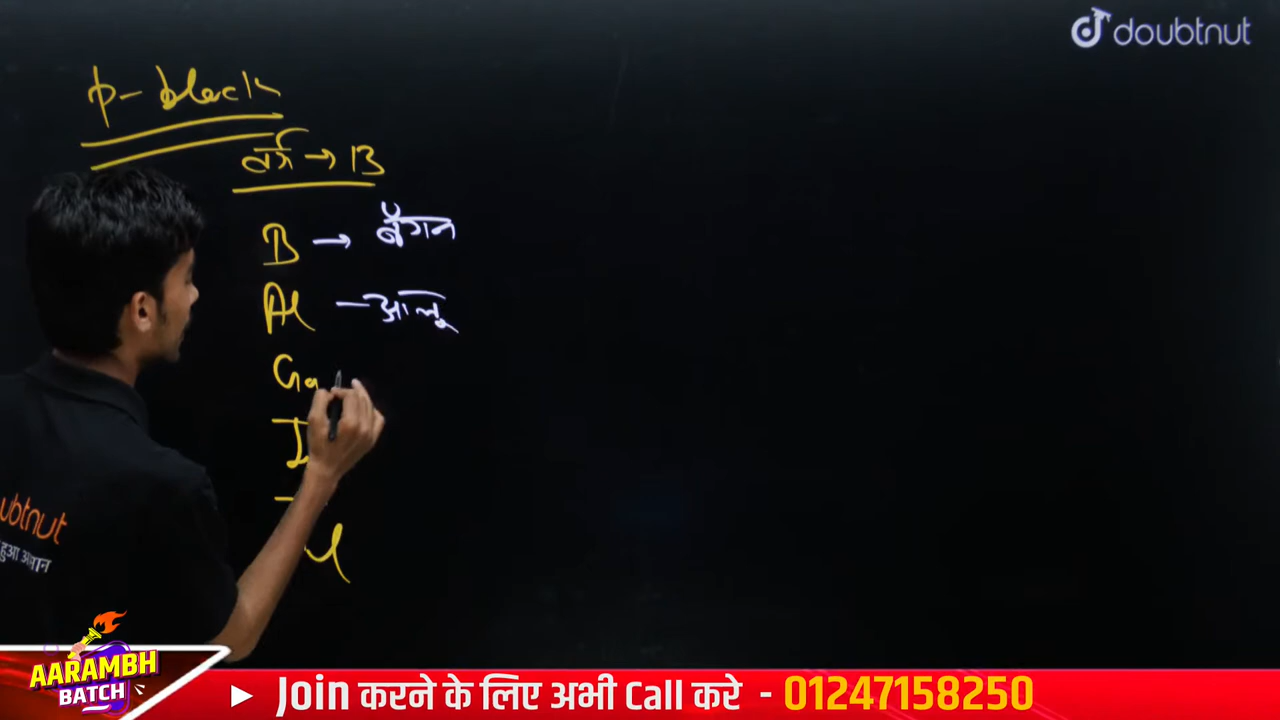 doubtnut
p-block
वर्ग → 13
B → बैंगन
Al — आलू
Ga
I
ubtnut
हुआ आसान
AARAMBH
BATCH
Join करने के लिए अभी Call करे - 01247158250